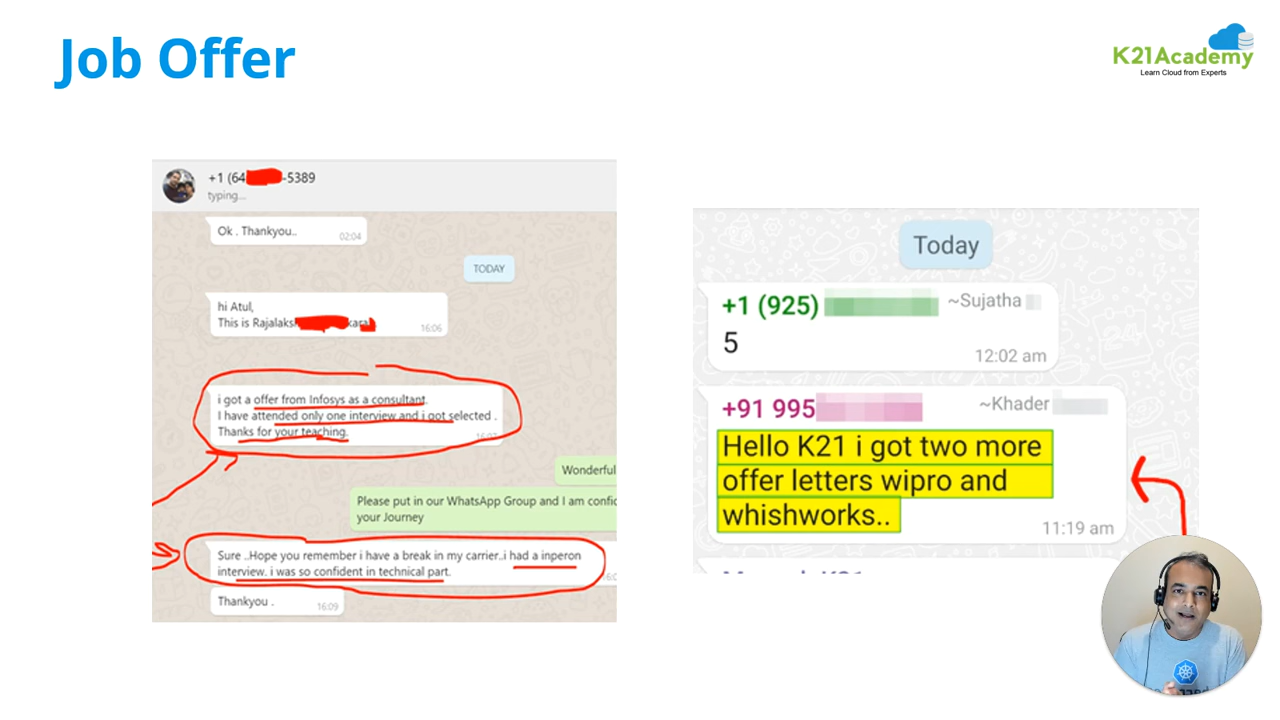 Job Offer
K21Academy
Learn Cloud from Experts
+1 (64 -5389
typing...
Ok . Thankyou.. 02:04
TODAY
hi Atul,
This is Rajalaks kara 16:06
i got a offer from Infosys as a consultant.
I have attended only one interview and i got selected .
Thanks for your teaching.
Wonderful
Please put in our WhatsApp Group and I am confid
your Journey
Sure ..Hope you remember i have a break in my carrier..i had a inperon
interview. i was so confident in technical part.
Thankyou . 16:09
Today
+1 (925) ~Sujatha
5
12:02 am
+91 995 ~Khader
Hello K21 i got two more
offer letters wipro and
whishworks..
11:19 am